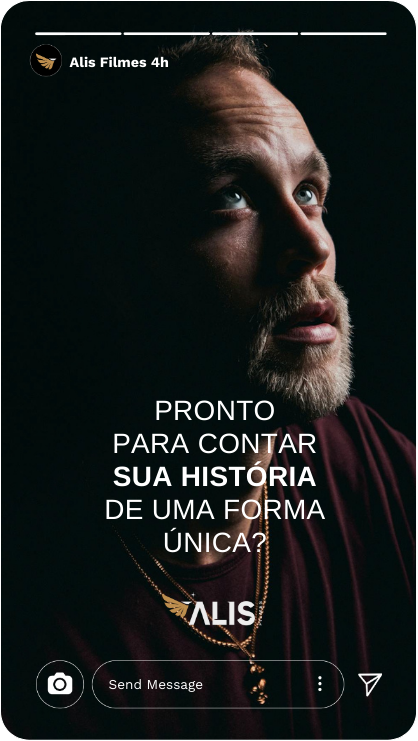 Alis Filmes 4h
PRONTO
PARA CONTAR
SUA HISTÓRIA
DE UMA FORMA
ÚNICA?
ALIS
Send Message